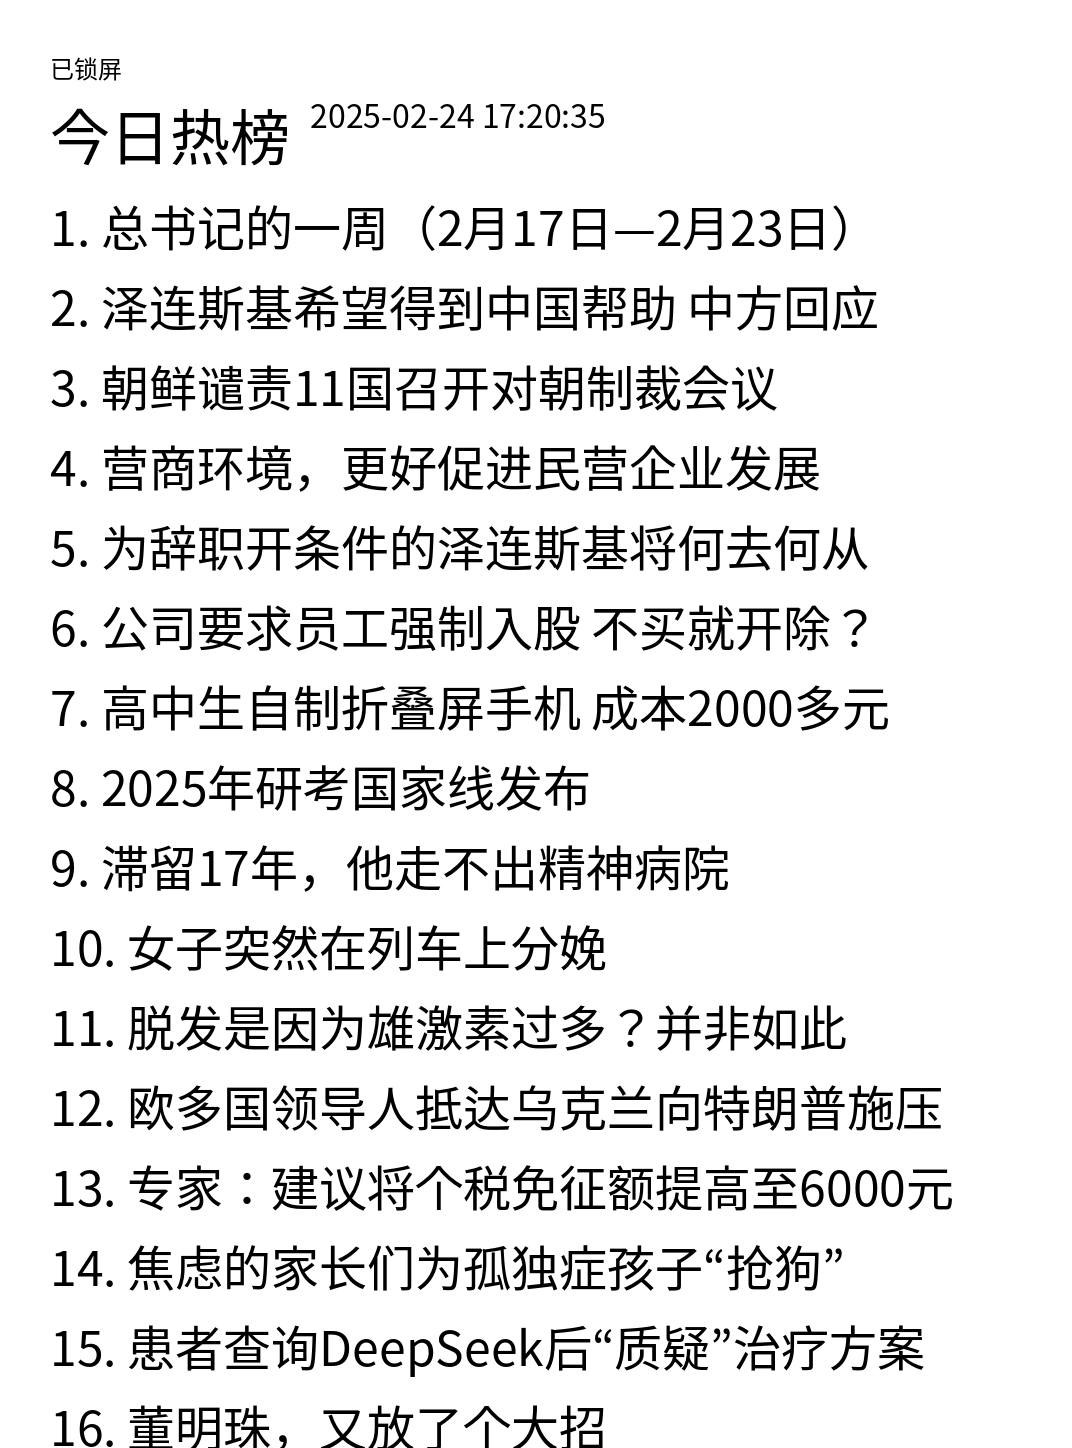 已锁屏
今日热榜 2025-02-24 17:20:35
1. 总书记的一周（2月17日—2月23日）
2. 泽连斯基希望得到中国帮助 中方回应
3. 朝鲜谴责11国召开对朝制裁会议
4. 营商环境，更好促进民营企业发展
5. 为辞职开条件的泽连斯基将何去何从
6. 公司要求员工强制入股 不买就开除？
7. 高中生自制折叠屏手机 成本2000多元
8. 2025年研考国家线发布
9. 滞留17年，他走不出精神病院
10. 女子突然在列车上分娩
11. 脱发是因为雄激素过多？并非如此
12. 欧多国领导人抵达乌克兰向特朗普施压
13. 专家：建议将个税免征额提高至6000元
14. 焦虑的家长们为孤独症孩子“抢狗”
15. 患者查询DeepSeek后“质疑”治疗方案
16. 董明珠，又放了个大招